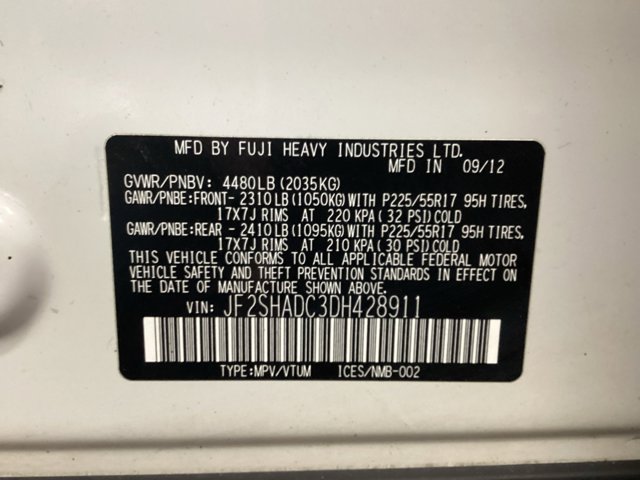 MFD BY FUJI HEAVY INDUSTRIES LTD.
MFD IN 09/12
GVWR/PNBV: 4480LB (2035KG)
GAWR/PNBE:FRONT- 2310LB (1050KG) WITH P225/55R17 95H TIRES,
17X7J RIMS AT 220 KPA (32 PSI) COLD
GAWR/PNBE:REAR - 2410LB (1095KG) WITH P225/55R17 95H TIRES,
17X7J RIMS AT 210 KPA (30 PSI) COLD
THIS VEHICLE CONFORMS TO ALL APPLICABLE FEDERAL MOTOR
VEHICLE SAFETY AND THEFT PREVENTION STANDARDS IN EFFECT ON
THE DATE OF MANUFACTURE SHOWN ABOVE.
VIN: JF2SHADC3DH428911
TYPE:MPV/VTUM ICES/NMB-002